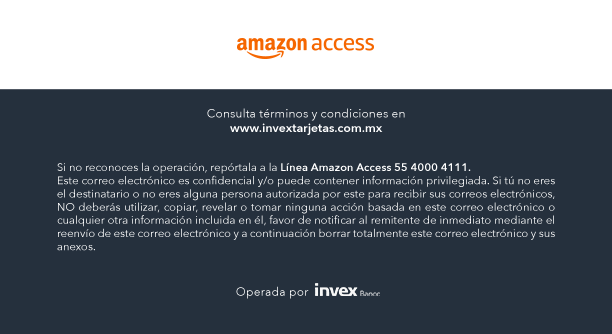 amazon access
Consulta términos y condiciones en
www.invextarjetas.com.mx
Si no reconoces la operación, repórtala a la Línea Amazon Access 55 4000 4111.
Este correo electrónico es confidencial y/o puede contener información privilegiada. Si tú no eres
el destinatario o no eres alguna persona autorizada por este para recibir sus correos electrónicos,
NO deberás utilizar, copiar, revelar o tomar ninguna acción basada en este correo electrónico o
cualquier otra información incluida en él, favor de notificar al remitente de inmediato mediante el
reenvío de este correo electrónico y a continuación borrar totalmente este correo electrónico y sus
anexos.
Operada por invex Banco